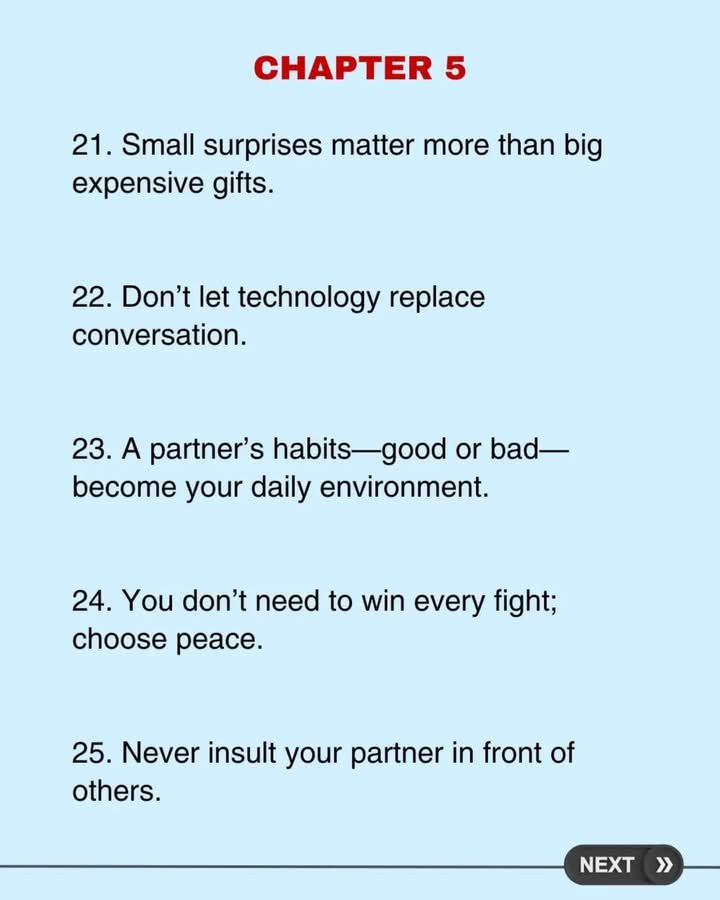 CHAPTER 5
21. Small surprises matter more than big
expensive gifts.
22. Don’t let technology replace
conversation.
23. A partner’s habits—good or bad—
become your daily environment.
24. You don’t need to win every fight;
choose peace.
25. Never insult your partner in front of
others.
NEXT »